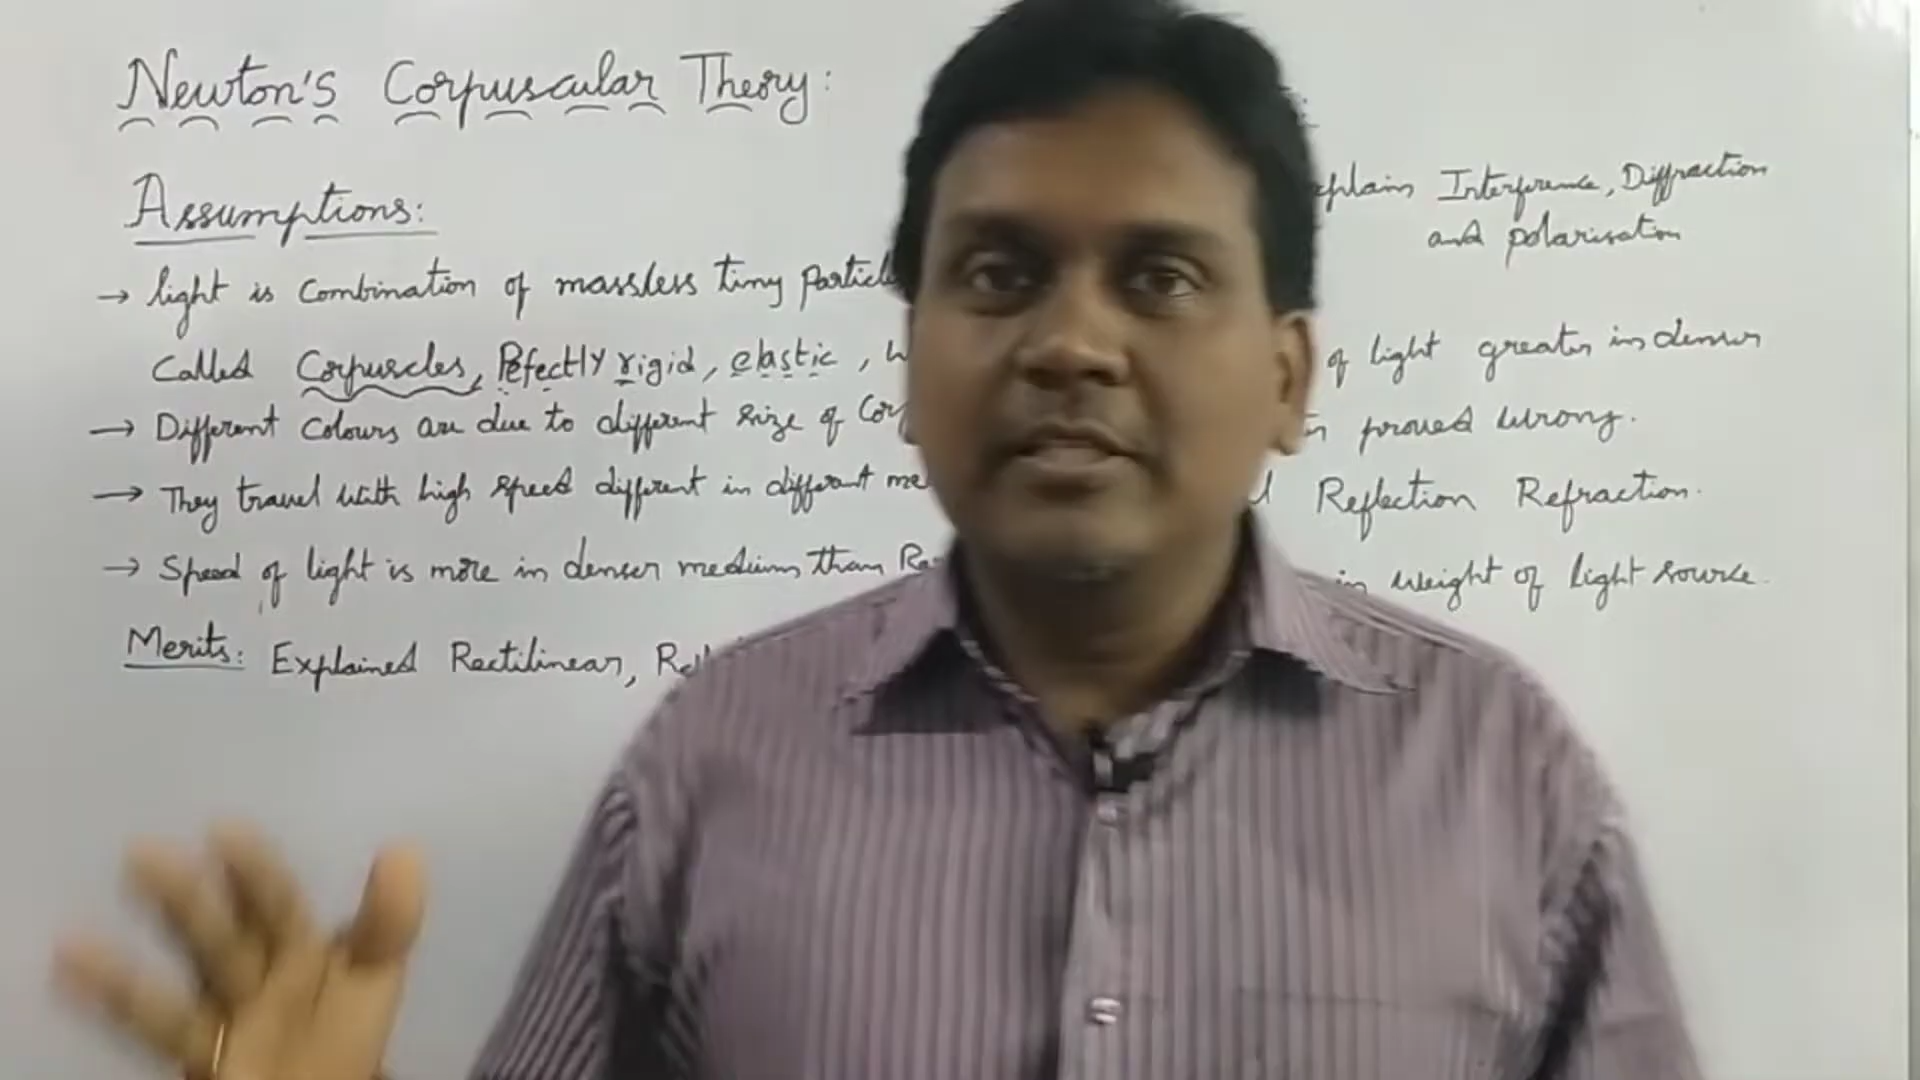 Newton's Corpuscular Theory:
Assumptions:
→ light is Combination of massless tiny
Called Corpuscles, Pefectly rigid, elastic,
→ Different Colours are due to different size of
→ They travel with high speed different in different
→ Speed of light is more in denser medium than
Merits: Explained Rectilinear,
Interference, Diffraction
and polarisation
of light greater in denser
proved wrong.
Reflection Refraction.
in weight of light source.